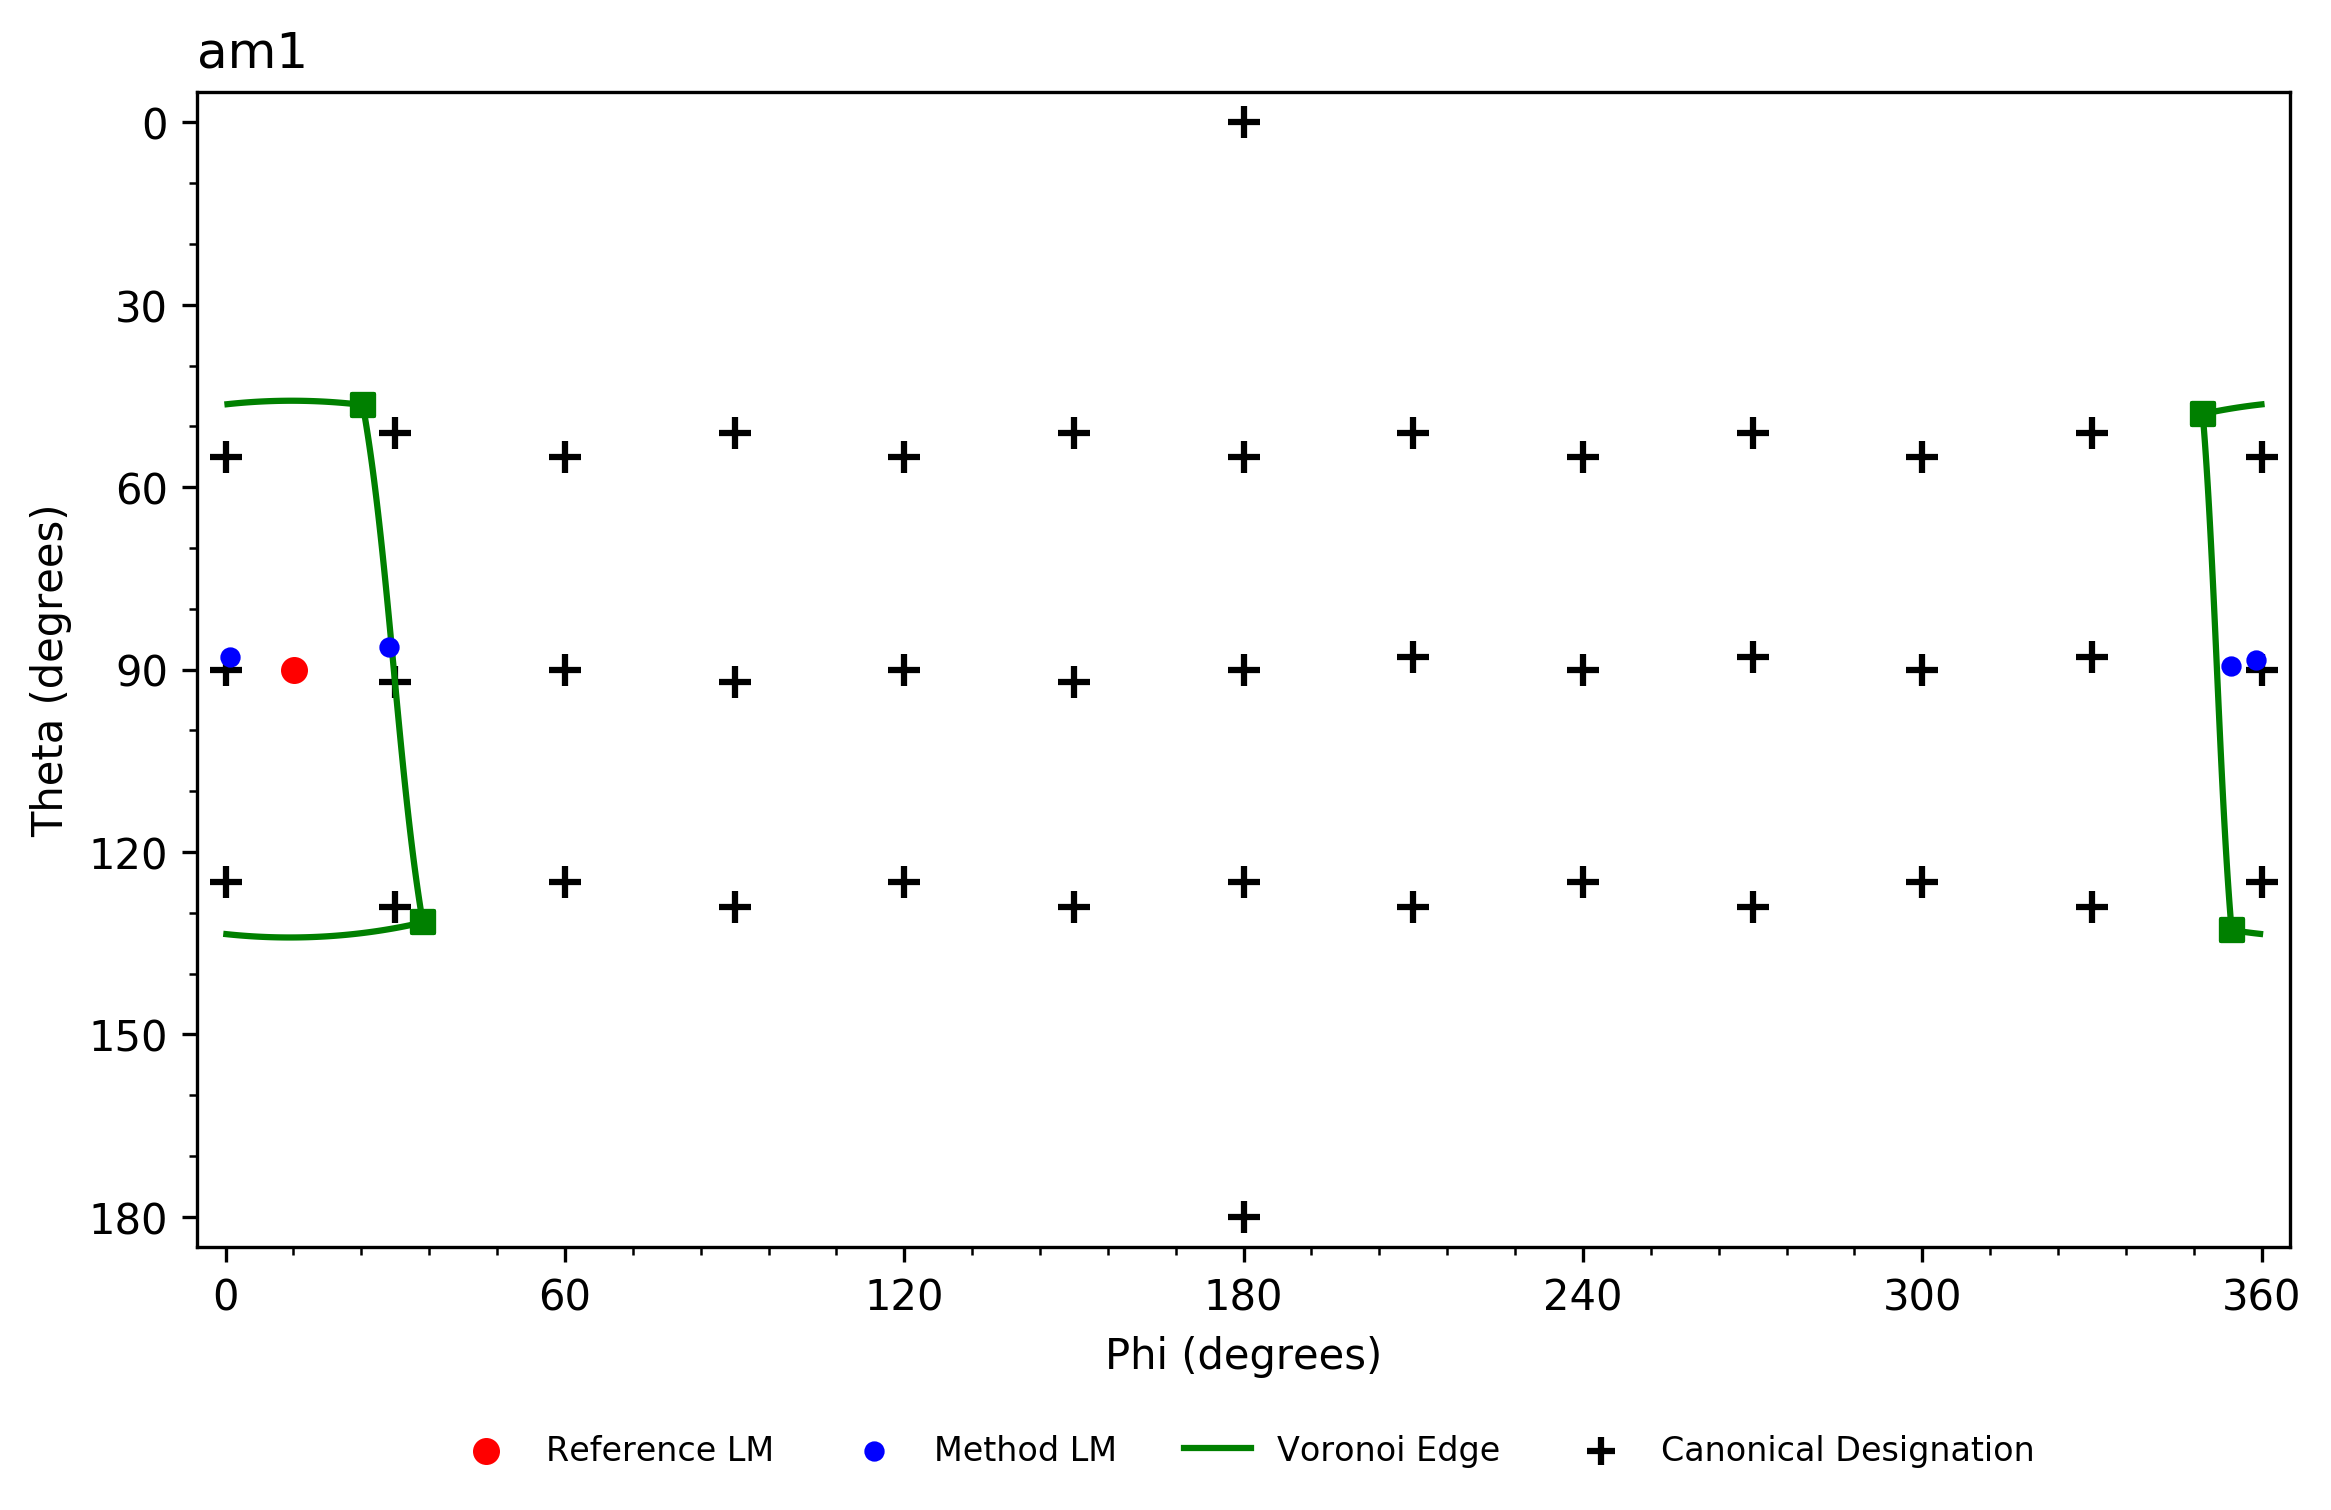 am1
0
30
60
90
120
150
180
Theta (degrees)
0 60 120 180 240 300 360
Phi (degrees)
Reference LM Method LM Voronoi Edge Canonical Designation